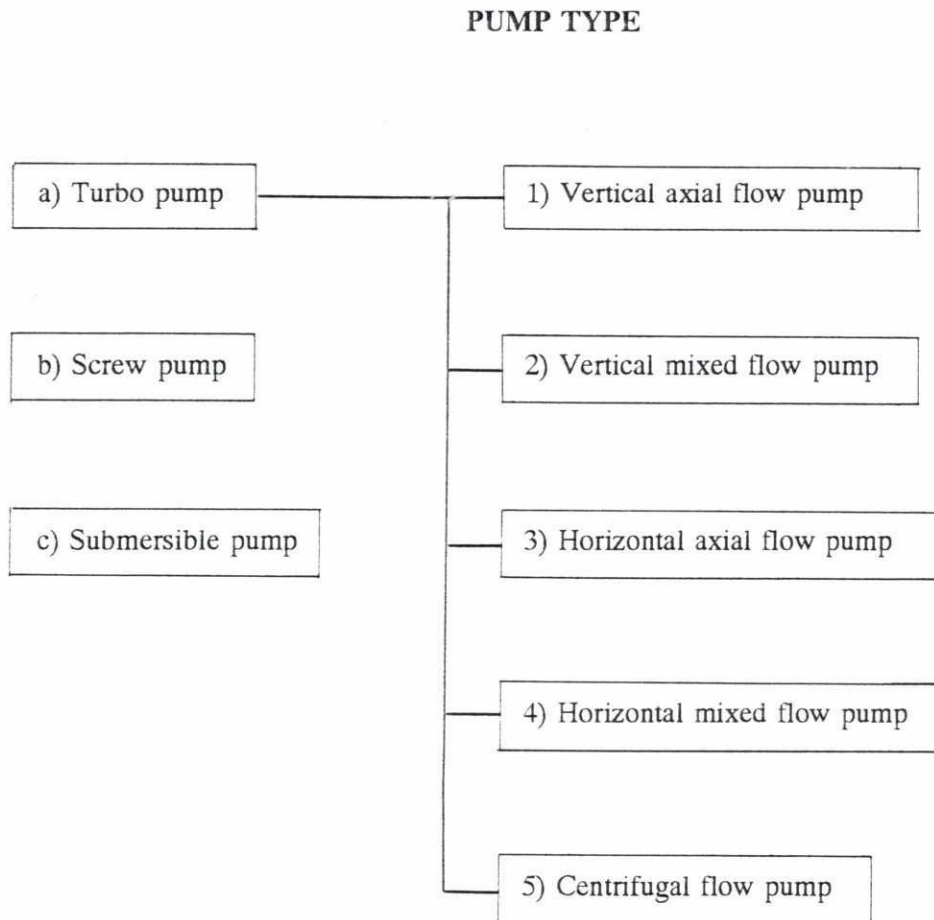 PUMP TYPE
a) Turbo pump
1) Vertical axial flow pump
b) Screw pump
2) Vertical mixed flow pump
c) Submersible pump
3) Horizontal axial flow pump
4) Horizontal mixed flow pump
5) Centrifugal flow pump